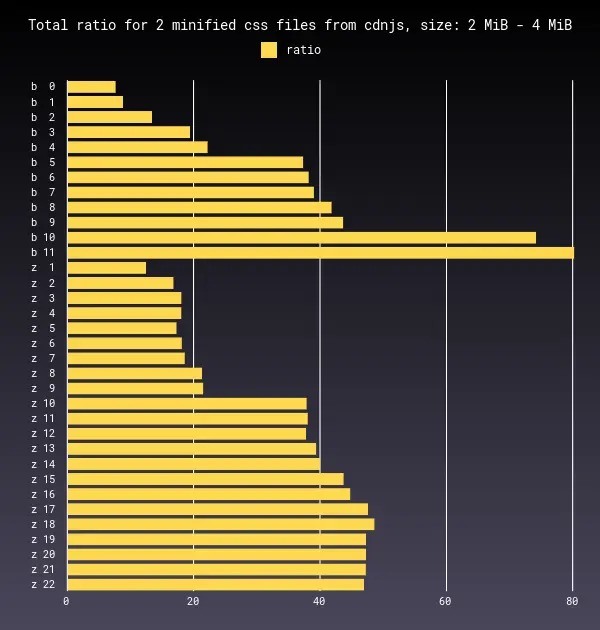 Total ratio for 2 minified css files from cdnjs, size: 2 MiB - 4 MiB
ratio
b 0
b 1
b 2
b 3
b 4
b 5
b 6
b 7
b 8
b 9
b 10
b 11
z 1
z 2
z 3
z 4
z 5
z 6
z 7
z 8
z 9
z 10
z 11
z 12
z 13
z 14
z 15
z 16
z 17
z 18
z 19
z 20
z 21
z 22
0 20 40 60 80